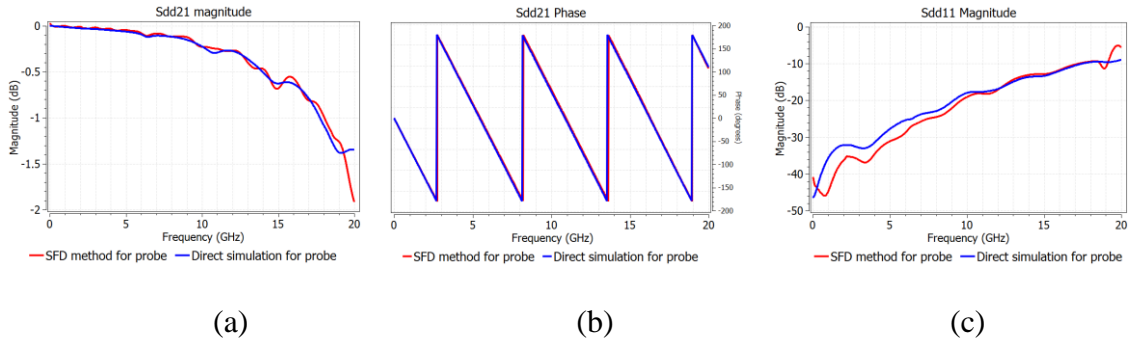 Sdd21 magnitude
Magnitude (dB)
0
-0.5
-1
-1.5
-2
0 5 10 15 20
Frequency (GHz)
SFD method for probe Direct simulation for probe
(a)
Sdd21 Phase
200
150
100
50
0
-50
-100
-150
-200
Phase (degrees)
0 5 10 15 20
Frequency (GHz)
SFD method for probe Direct simulation for probe
(b)
Sdd11 Magnitude
Magnitude (dB)
0
-10
-20
-30
-40
-50
0 5 10 15 20
Frequency (GHz)
SFD method for probe Direct simulation for probe
(c)